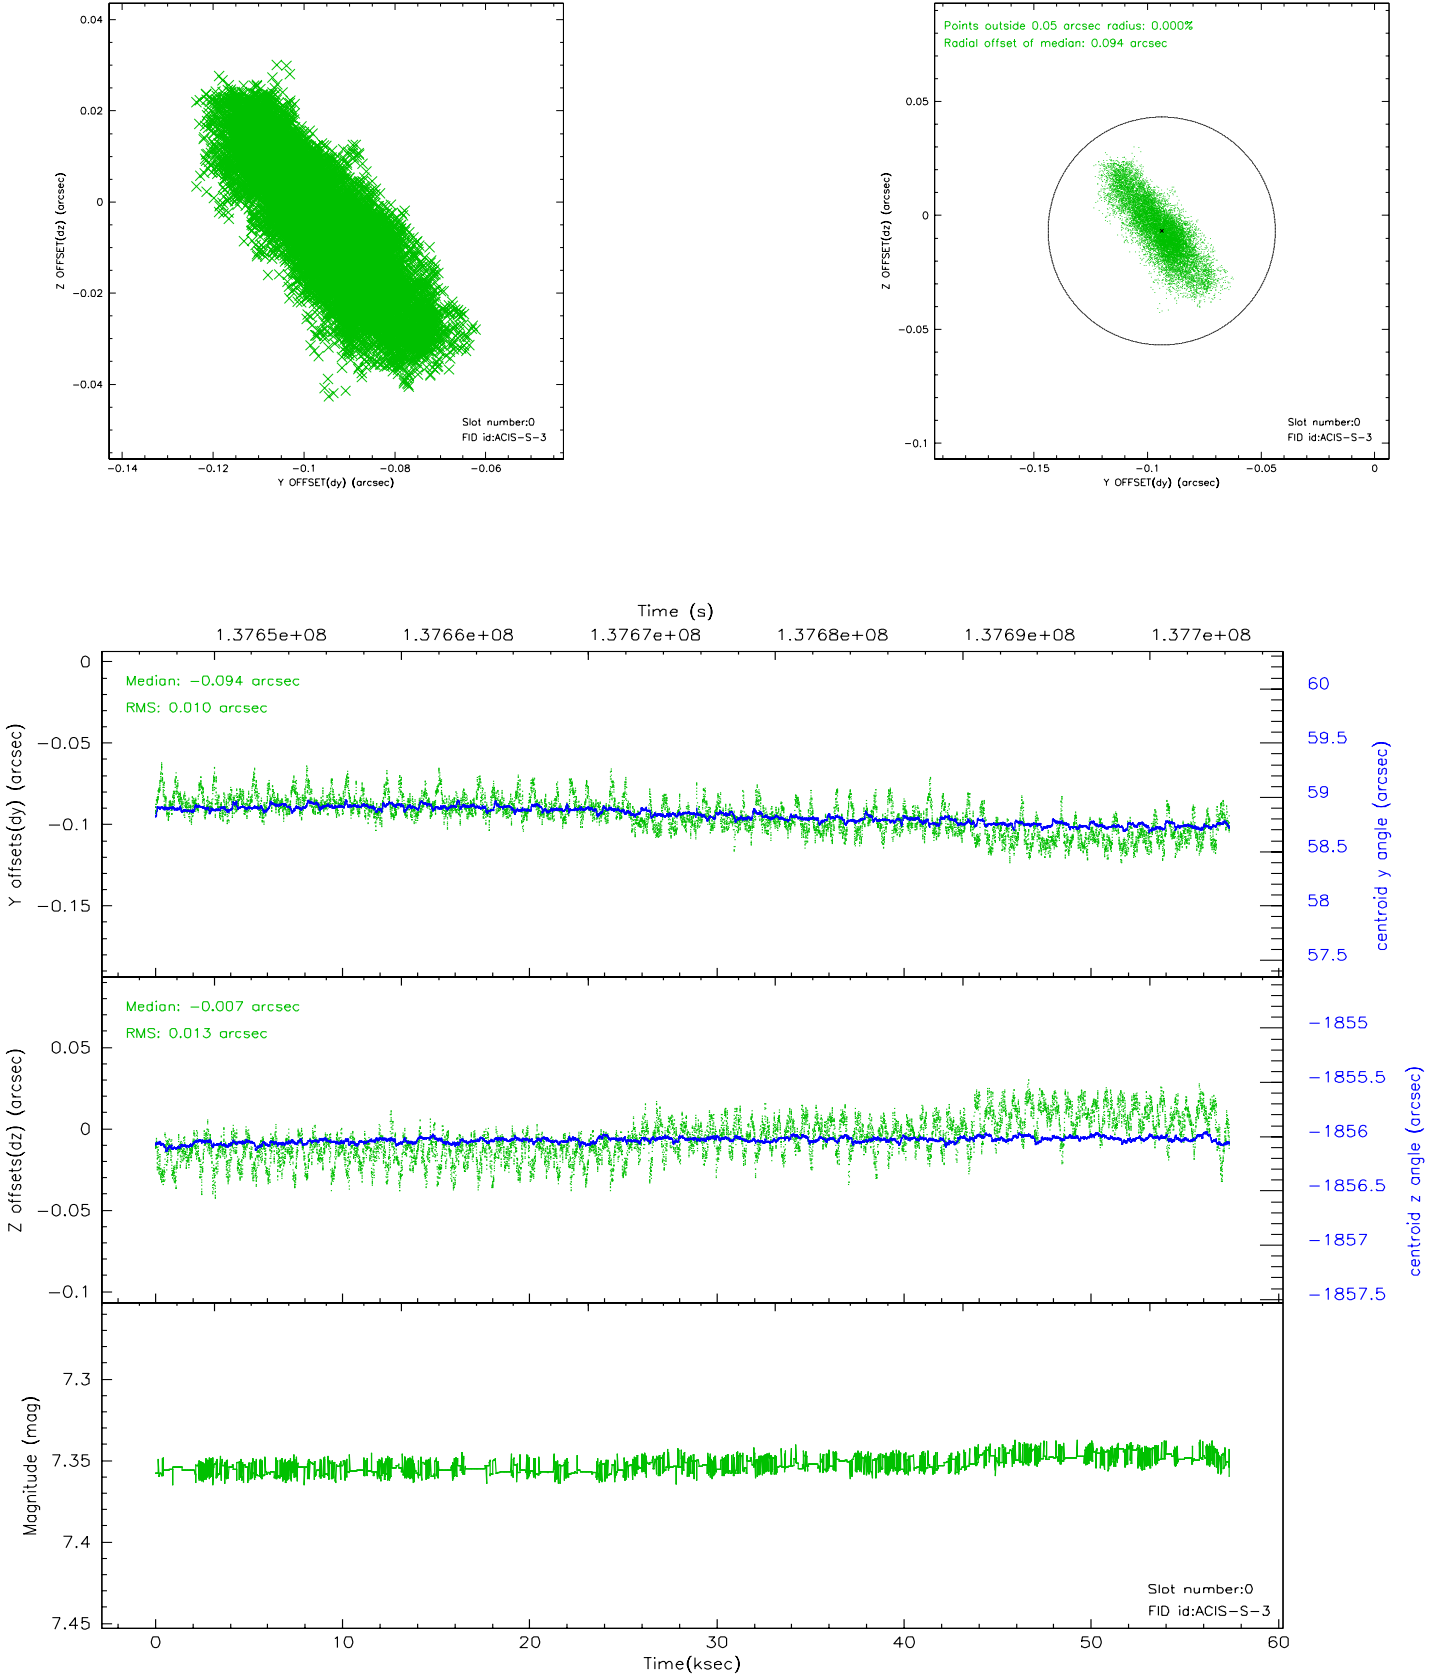 0.04
0.02
0
-0.02
-0.04
Z OFFSET(dz) (arcsec)
Slot number:0
FID id:ACIS-S-3
-0.14 -0.12 -0.1 -0.08 -0.06
Y OFFSET(dy) (arcsec)
Points outside 0.05 arcsec radius: 0.000%
Radial offset of median: 0.094 arcsec
0.05
0
-0.05
-0.1
Z OFFSET(dz) (arcsec)
Slot number:0
FID id:ACIS-S-3
-0.15 -0.1 -0.05 0
Y OFFSET(dy) (arcsec)
Time (s)
1.3765e+08 1.3766e+08 1.3767e+08 1.3768e+08 1.3769e+08 1.377e+08
Median: -0.094 arcsec
RMS: 0.010 arcsec
0
-0.05
-0.1
-0.15
Y offsets(dy) (arcsec)
60
59.5
59
58.5
58
57.5
centroid y angle (arcsec)
Median: -0.007 arcsec
RMS: 0.013 arcsec
0.05
0
-0.05
-0.1
Z offsets(dz) (arcsec)
-1855
-1855.5
-1856
-1856.5
-1857
-1857.5
centroid z angle (arcsec)
7.3
7.35
7.4
7.45
Magnitude (mag)
Slot number:0
FID id:ACIS-S-3
0 10 20 30 40 50 60
Time(ksec)